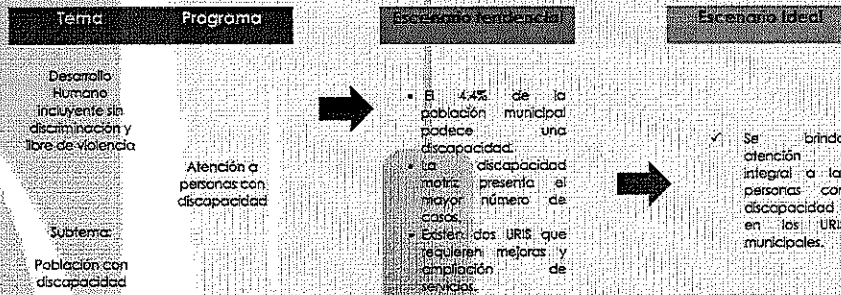 Tema
Programa
Escenario tendencial
Escenario Ideal
Desarrollo
Humano
incluyente sin
discriminación y
libre de violencia
Subtema:
Población con
discapacidad
Atención a
personas con
discapacidad
• El 4.4% de la
población municipal
padece una
discapacidad.
• La discapacidad
motriz presenta el
mayor número de
casos.
• Existen dos URIS que
requieren mejoras y
ampliación de
servicios.
✓ Se brinda
atención
integral a las
personas con
discapacidad
en los URIS
municipales.